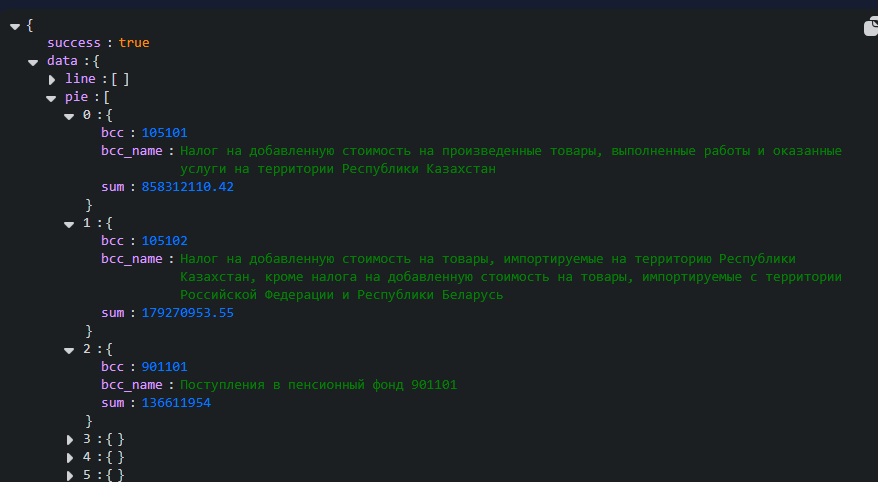 {
success : true
data : {
line : [ ]
pie : [
0 : {
bcc : 105101
bcc_name : Налог на добавленную стоимость на произведенные товары, выполненные работы и оказанные
услуги на территории Республики Казахстан
sum : 858312110.42
}
1 : {
bcc : 105102
bcc_name : Налог на добавленную стоимость на товары, импортируемые на территорию Республики
Казахстан, кроме налога на добавленную стоимость на товары, импортируемые с территории
Российской Федерации и Республики Беларусь
sum : 179270953.55
}
2 : {
bcc : 901101
bcc_name : Поступления в пенсионный фонд 901101
sum : 136611954
}
3 : { }
4 : { }
5 : { }